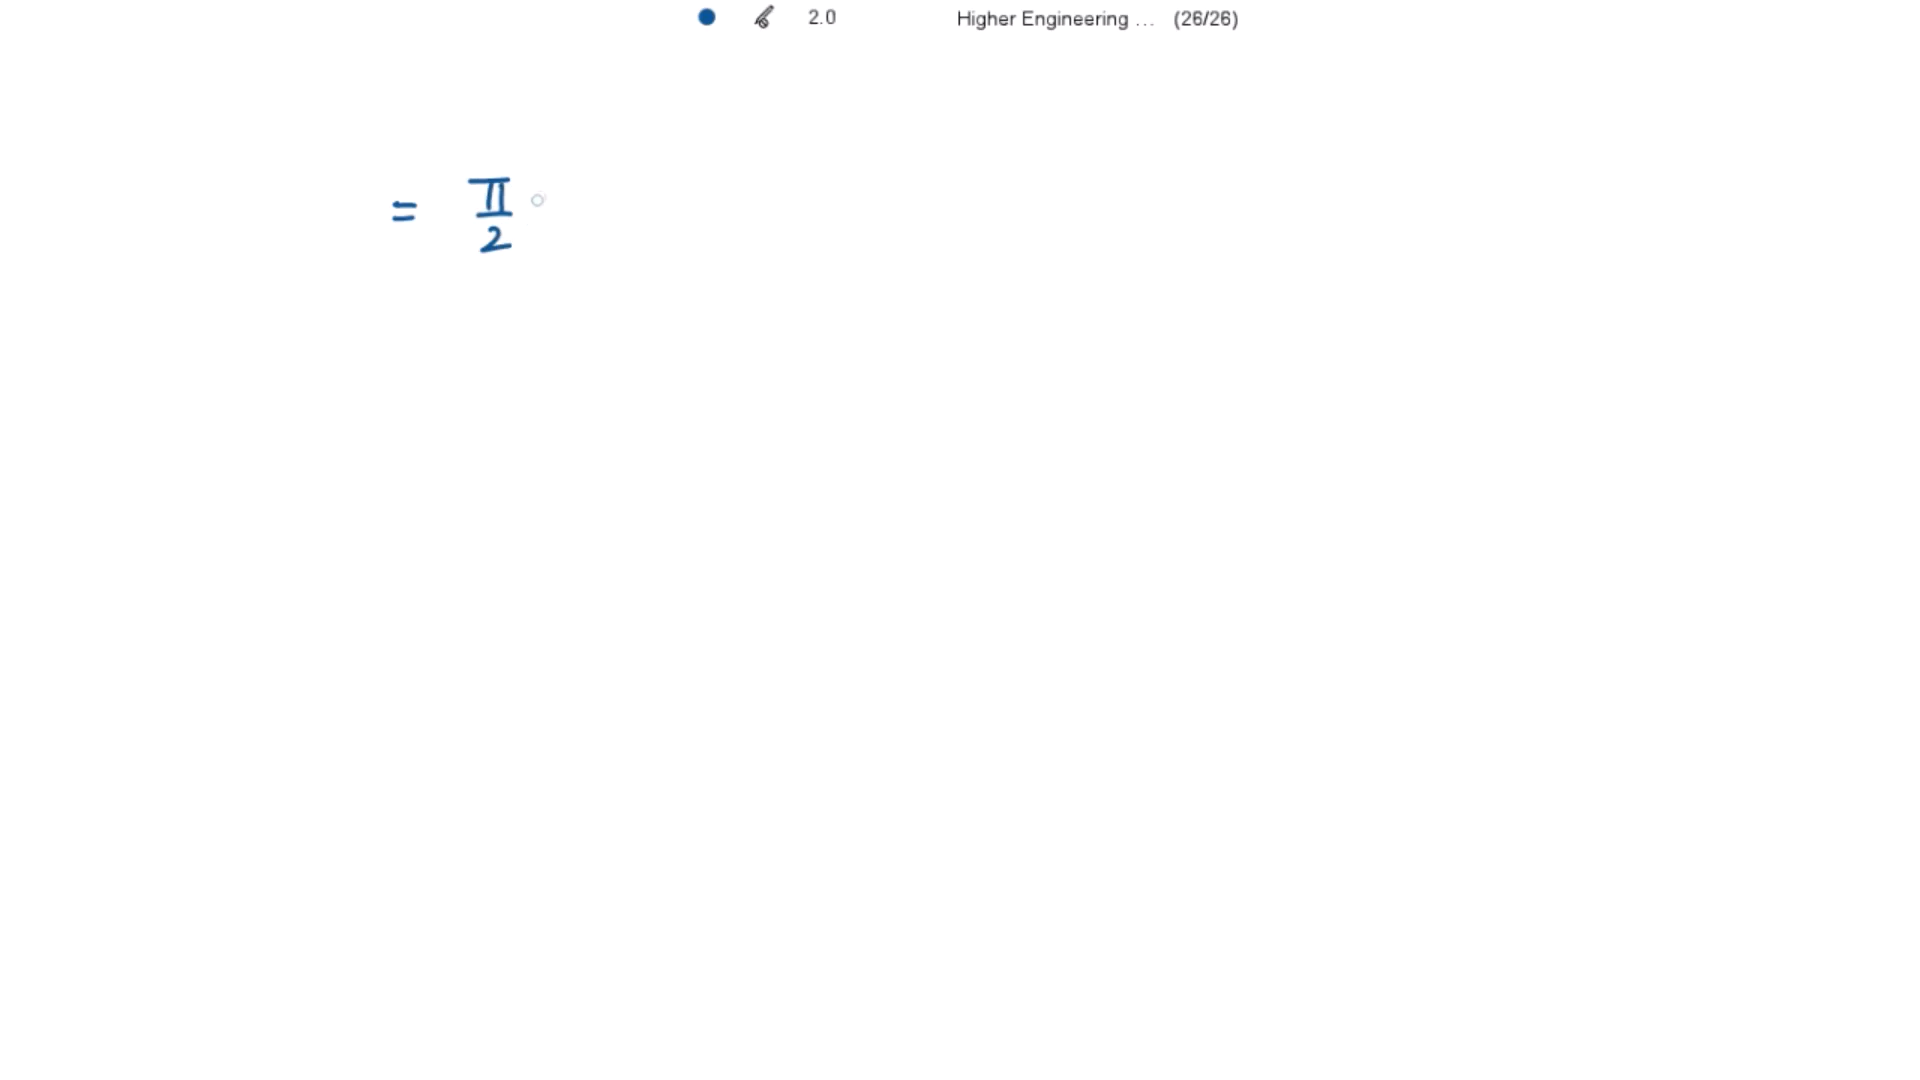 2.0 Higher Engineering ... (26/26)
= π/2